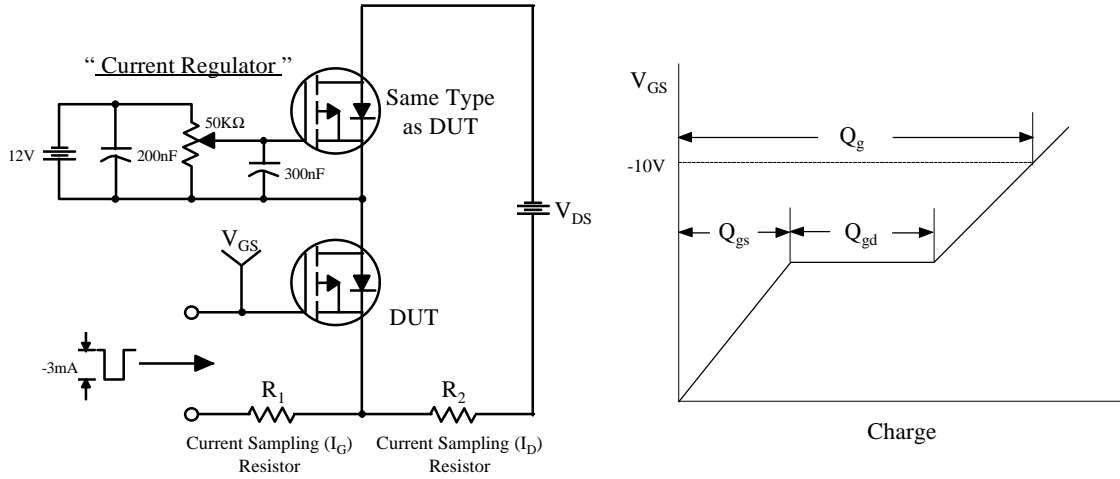 “ Current Regulator ”
Same Type
as DUT
50KΩ
12V
200nF
300nF
V_DS
V_GS
DUT
-3mA
R_1
R_2
Current Sampling (I_G)
Resistor
Current Sampling (I_D)
Resistor
V_GS
Q_g
-10V
Q_gs
Q_gd
Charge